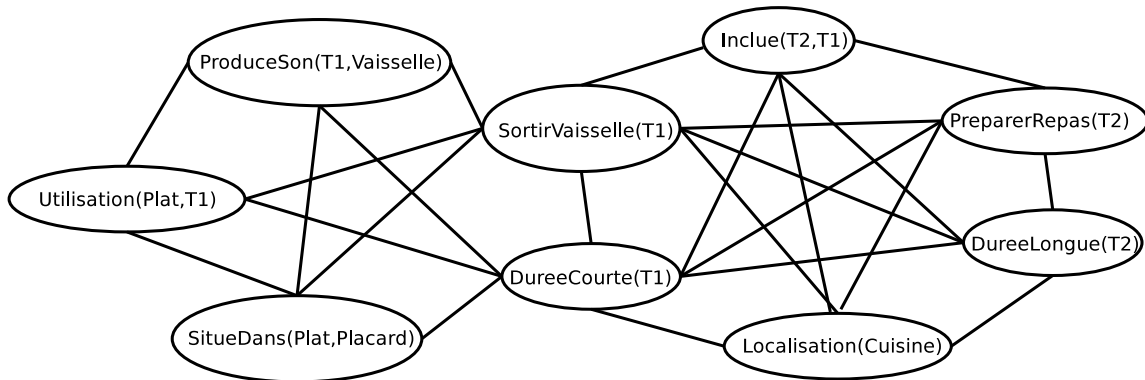 ProduceSon(T1,Vaisselle)
Inclue(T2,T1)
SortirVaisselle(T1)
PreparerRepas(T2)
Utilisation(Plat,T1)
DureeLongue(T2)
DureeCourte(T1)
SitueDans(Plat,Placard)
Localisation(Cuisine)